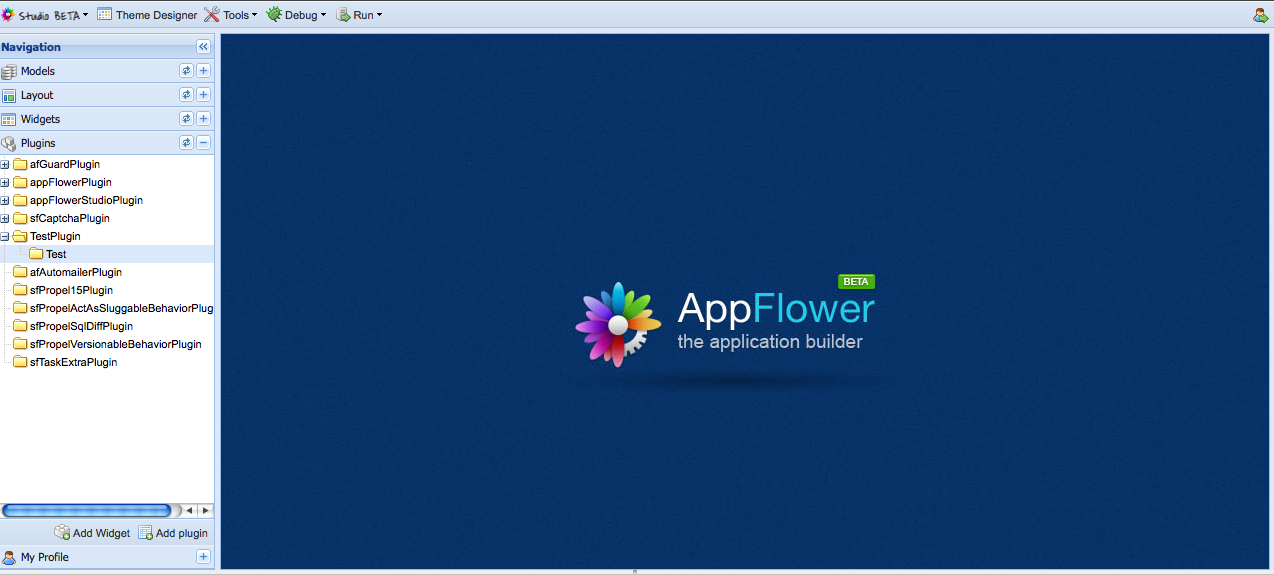 Studio BETA Theme Designer Tools Debug Run
Navigation
Models
Layout
Widgets
Plugins
afGuardPlugin
appFlowerPlugin
appFlowerStudioPlugin
sfCaptchaPlugin
TestPlugin
Test
afAutomailerPlugin
sfPropel15Plugin
sfPropelActAsSluggableBehaviorPlug
sfPropelSqlDiffPlugin
sfPropelVersionableBehaviorPlugin
sfTaskExtraPlugin
Add Widget Add plugin
My Profile
BETA
AppFlower
the application builder